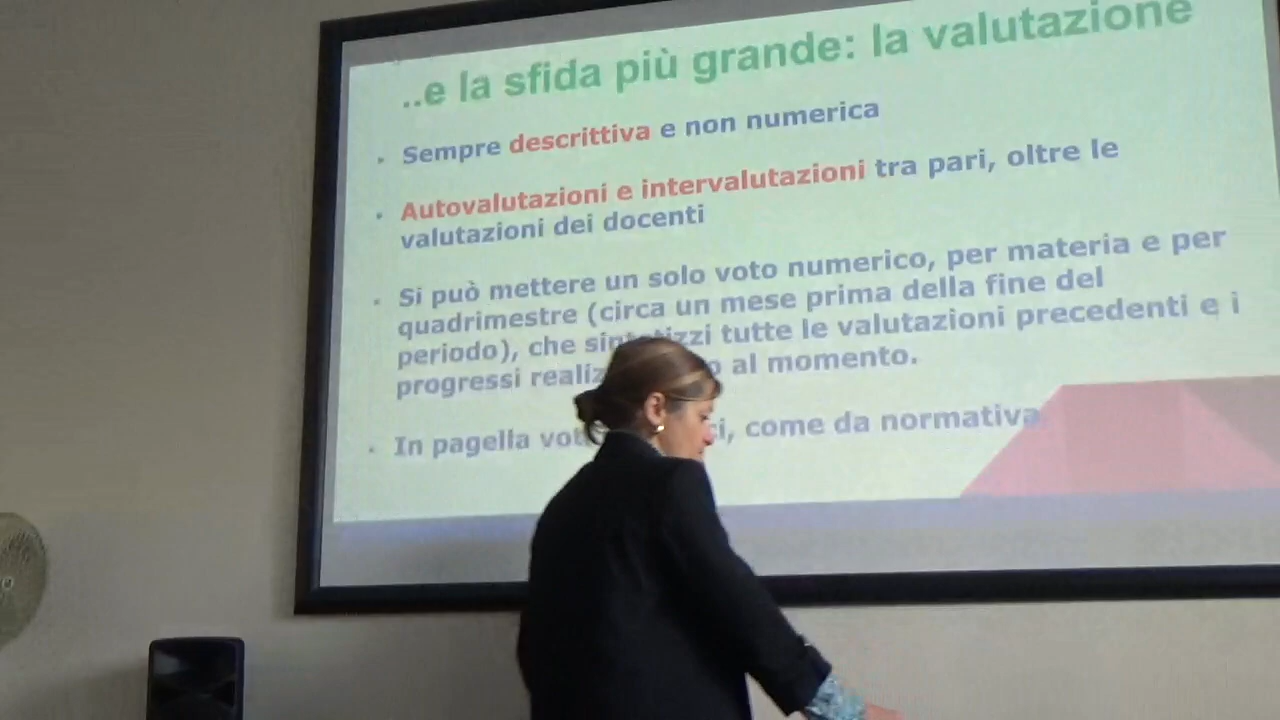 ..e la sfida più grande: la valutazione
Sempre descrittiva e non numerica
Autovalutazioni e intervalutazioni tra pari, oltre le
valutazioni dei docenti
Si può mettere un solo voto numerico, per materia e per
quadrimestre (circa un mese prima della fine del
periodo), che sintetizzi tutte le valutazioni precedenti e i
progressi al momento.
In pagella come da normativa